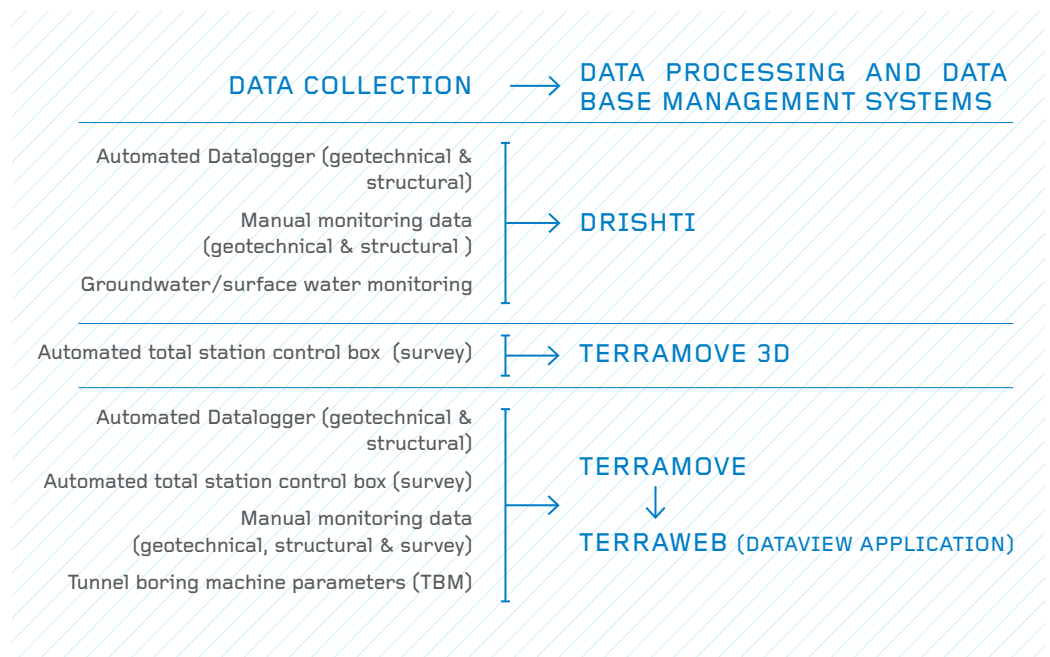 DATA COLLECTION
DATA PROCESSING AND DATA
BASE MANAGEMENT SYSTEMS
Automated Datalogger (geotechnical &
structural)
Manual monitoring data
(geotechnical & structural )
Groundwater/surface water monitoring
DRISHTI
Automated total station control box (survey)
TERRAMOVE 3D
Automated Datalogger (geotechnical &
structural)
Automated total station control box (survey)
Manual monitoring data
(geotechnical, structural & survey)
Tunnel boring machine parameters (TBM)
TERRAMOVE
TERRAWEB (DATAVIEW APPLICATION)